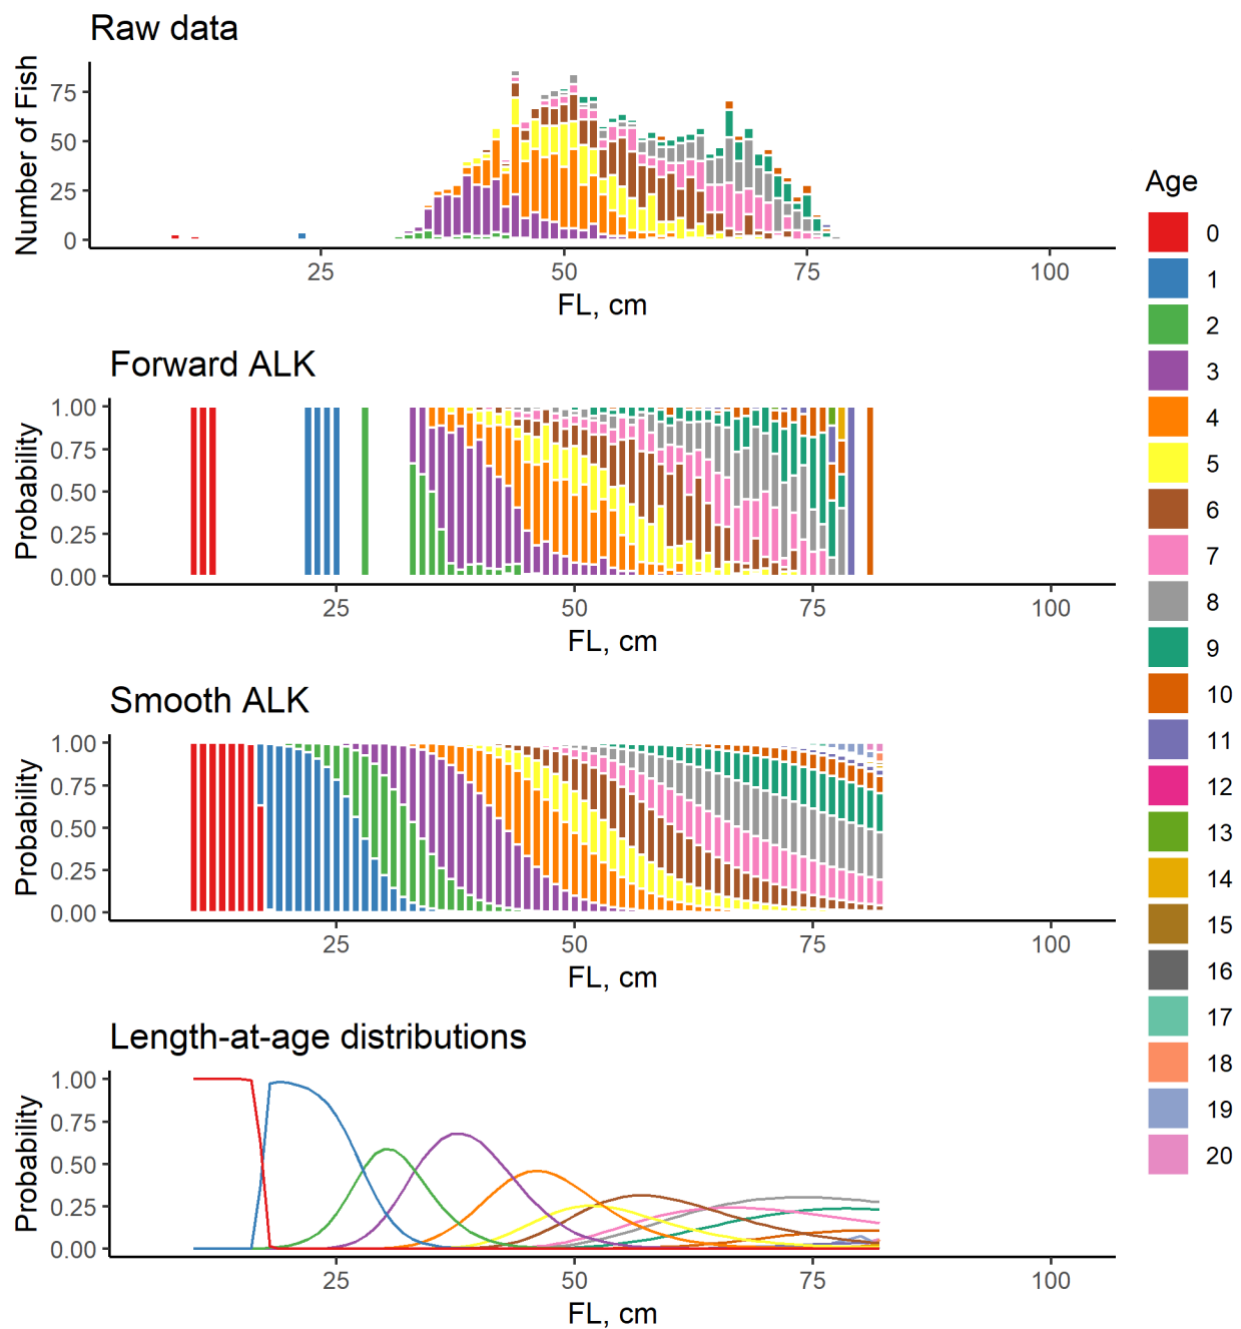 Raw data
Number of Fish
75
50
25
0
25 50 75 100
FL, cm
Forward ALK
Probability
1.00
0.75
0.50
0.25
0.00
25 50 75 100
FL, cm
Smooth ALK
Probability
1.00
0.75
0.50
0.25
0.00
25 50 75 100
FL, cm
Length-at-age distributions
Probability
1.00
0.75
0.50
0.25
0.00
25 50 75 100
FL, cm
Age
0
1
2
3
4
5
6
7
8
9
10
11
12
13
14
15
16
17
18
19
20